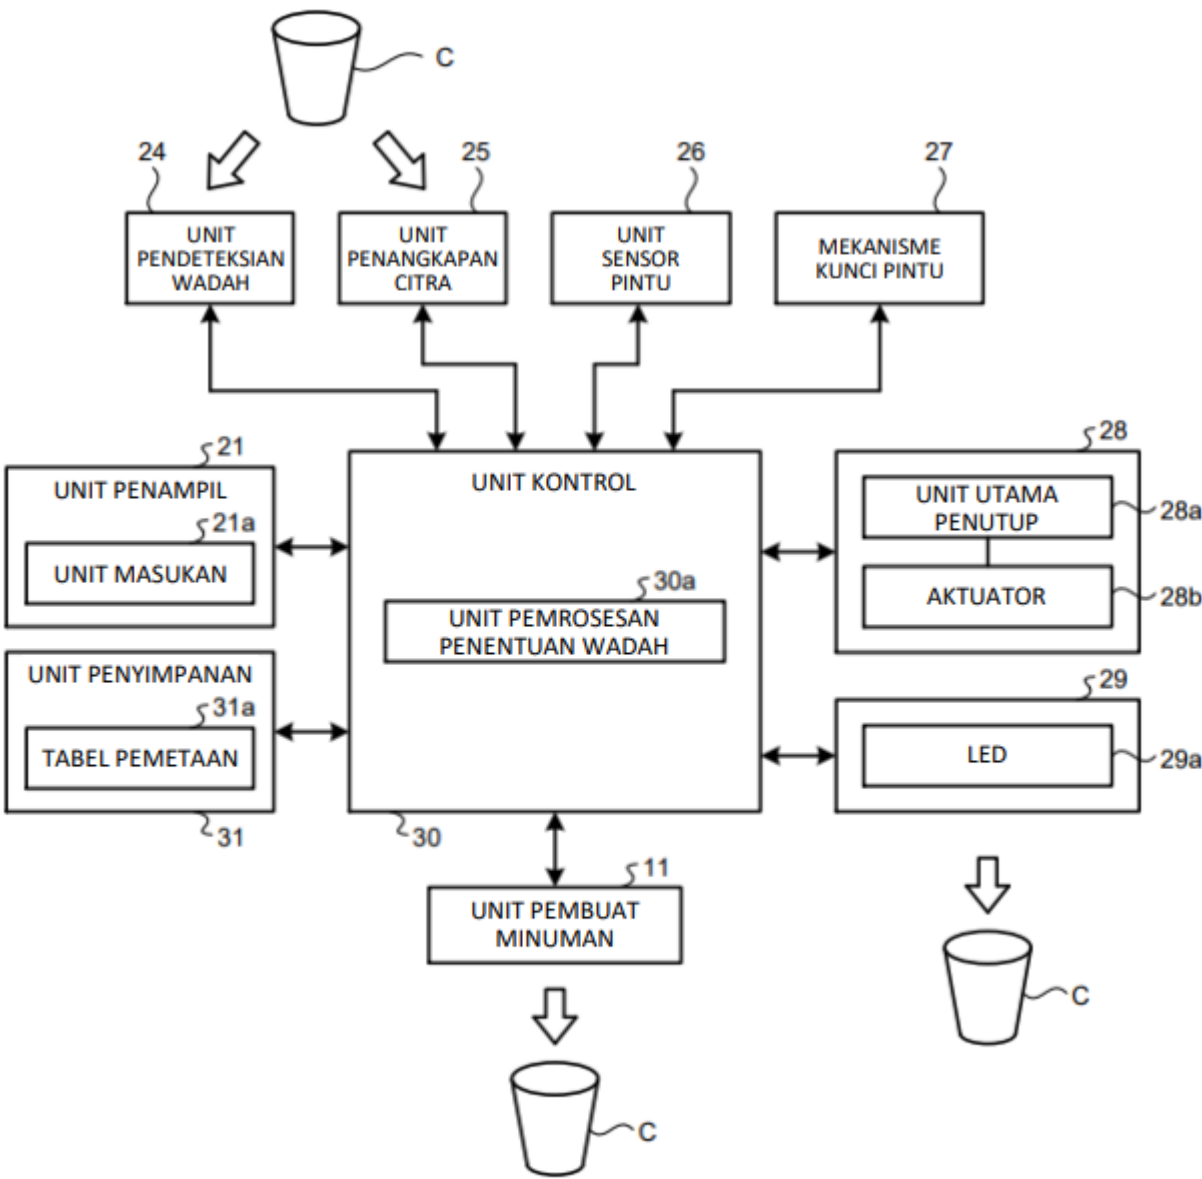 C
24
25
26
27
UNIT
PENDETEKSIAN
WADAH
UNIT
PENANGKAPAN
CITRA
UNIT
SENSOR
PINTU
MEKANISME
KUNCI PINTU
21
UNIT PENAMPIL
21a
UNIT MASUKAN
UNIT KONTROL
30a
UNIT PEMROSESAN
PENENTUAN WADAH
28
UNIT UTAMA
PENUTUP
28a
AKTUATOR
28b
UNIT PENYIMPANAN
31a
TABEL PEMETAAN
31
30
29
LED
29a
11
UNIT PEMBUAT
MINUMAN
C
C